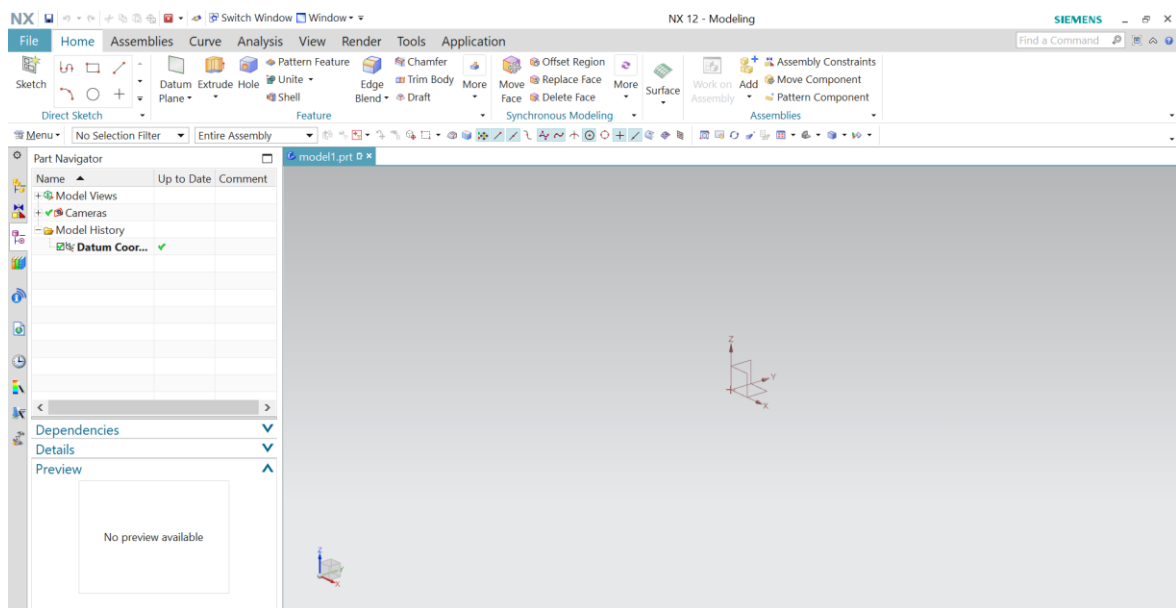 NX Switch Window Window NX 12 - Modeling SIEMENS
File Home Assemblies Curve Analysis View Render Tools Application Find a Command
Sketch
Direct Sketch
Datum Plane
Extrude
Hole
Pattern Feature
Unite
Shell
Edge Blend
Chamfer
Trim Body
Draft
More
Feature
Move Face
Offset Region
Replace Face
Delete Face
More
Synchronous Modeling
Surface
Work on Assembly
Add
Assembly Constraints
Move Component
Pattern Component
Assemblies
Menu No Selection Filter Entire Assembly
Part Navigator
model1.prt
Name Up to Date Comment
Model Views
Cameras
Model History
Datum Coor...
Z
Y
X
Dependencies
Details
Preview
No preview available
Z
X